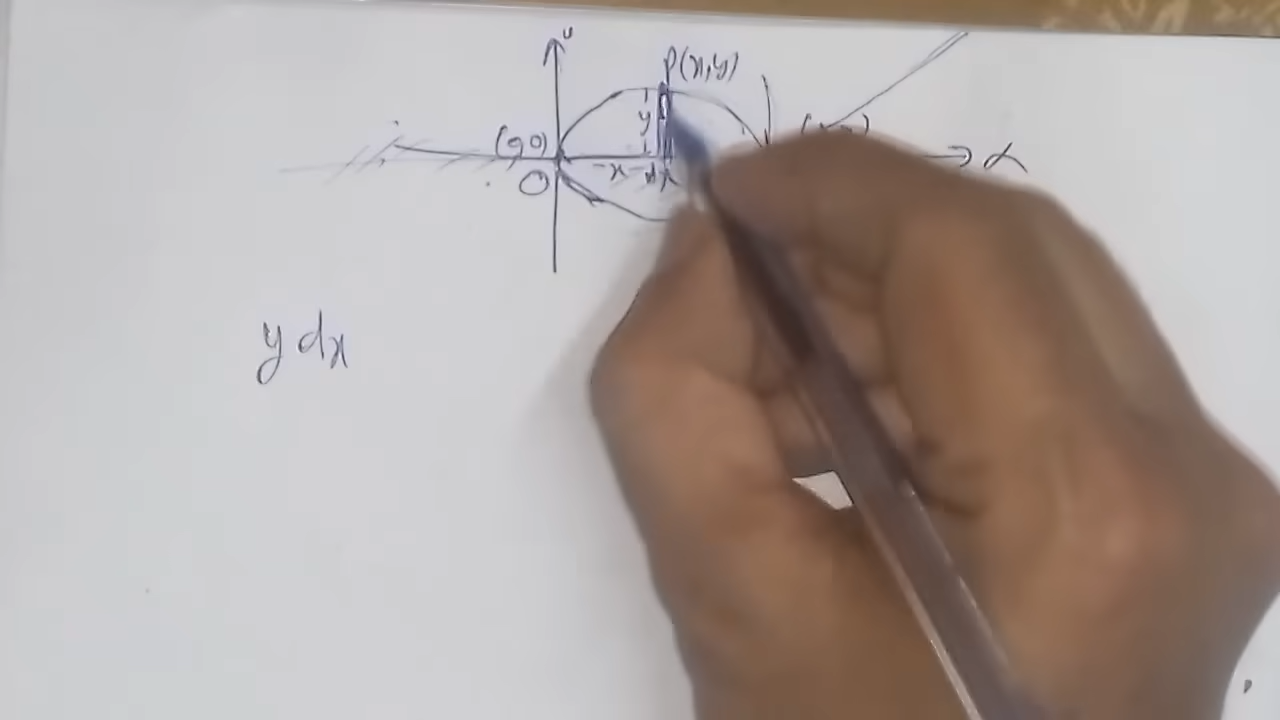 y
P(x,y)
y
(0,0)
-x-dx
x
O
y dx